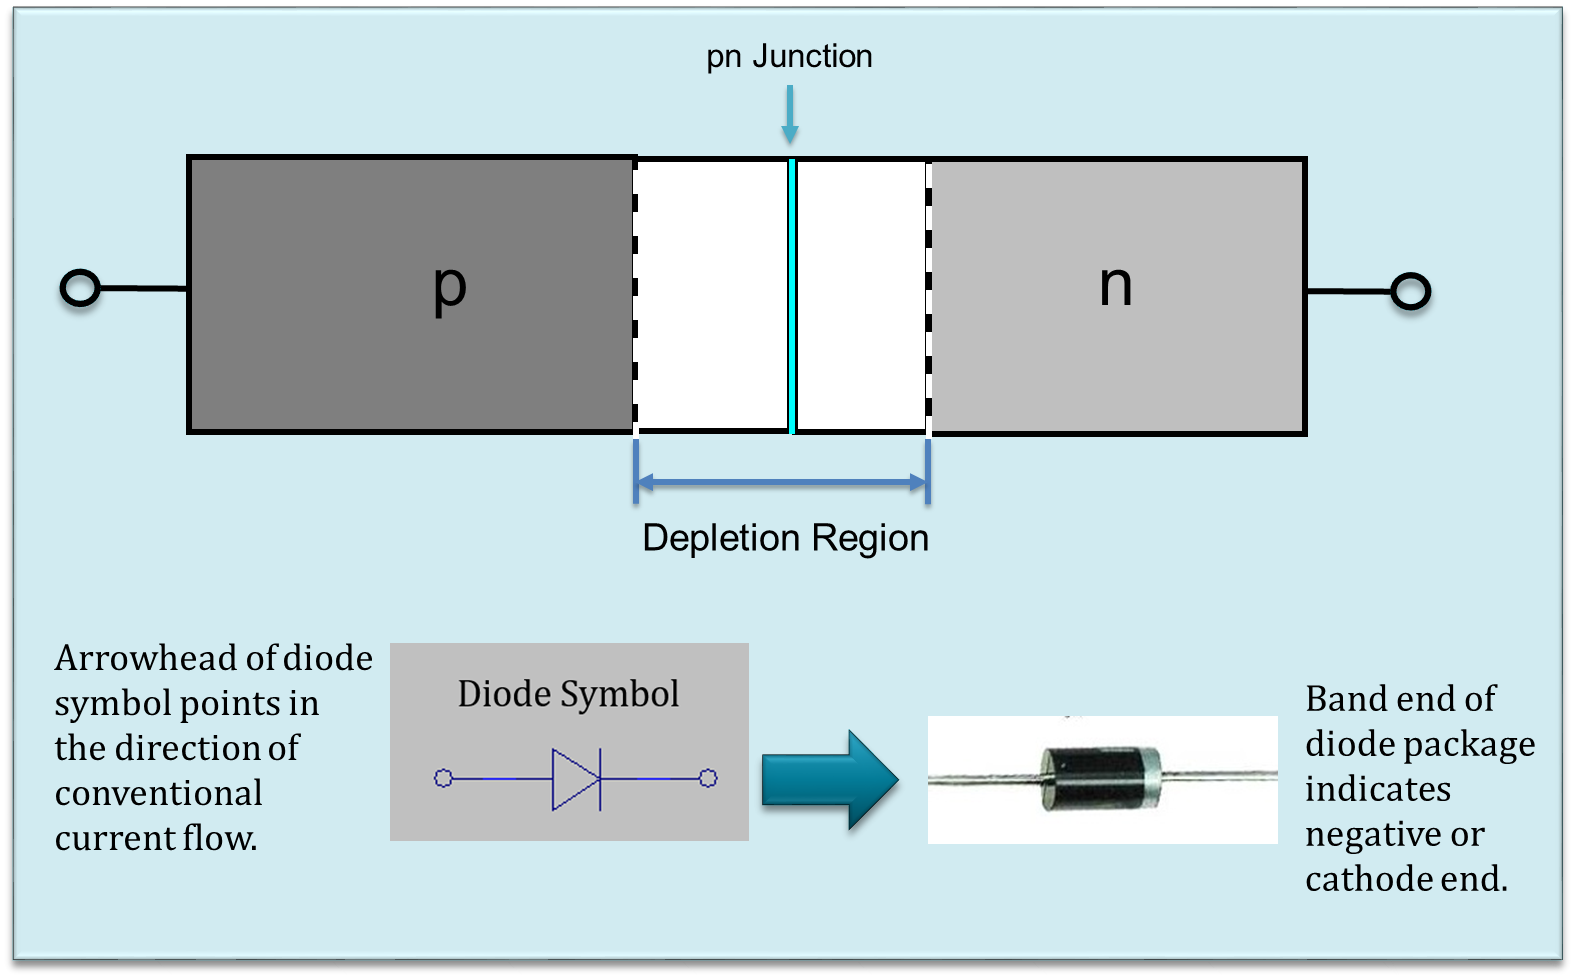 pn Junction
p
n
Depletion Region
Arrowhead of diode
symbol points in
the direction of
conventional
current flow.
Diode Symbol
Band end of
diode package
indicates
negative or
cathode end.